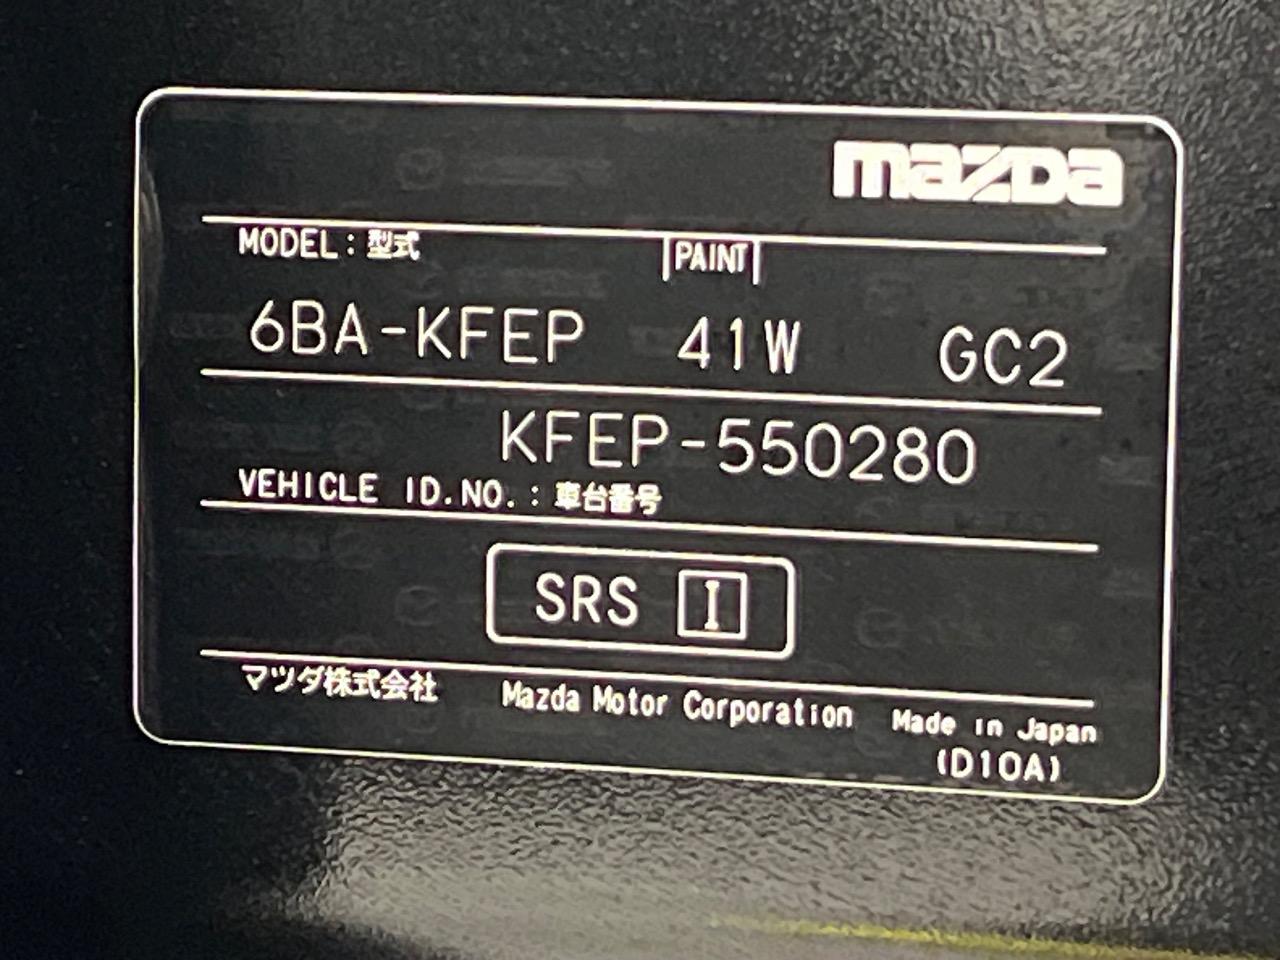 mazda
MODEL：型式 PAINT
6BA-KFEP 41W GC2
KFEP-550280
VEHICLE ID.NO.：車台番号
SRS I
マツダ株式会社 Mazda Motor Corporation Made in Japan
(D10A)